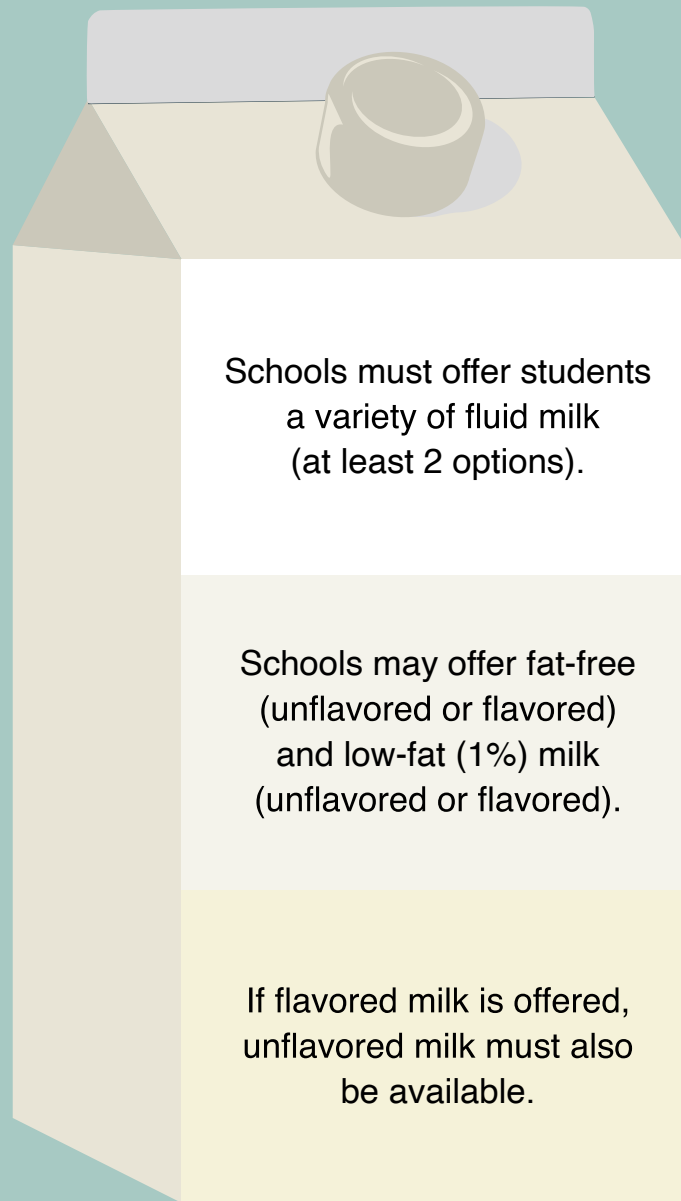 Schools must offer students
a variety of fluid milk
(at least 2 options).
Schools may offer fat-free
(unflavored or flavored)
and low-fat (1%) milk
(unflavored or flavored).
If flavored milk is offered,
unflavored milk must also
be available.